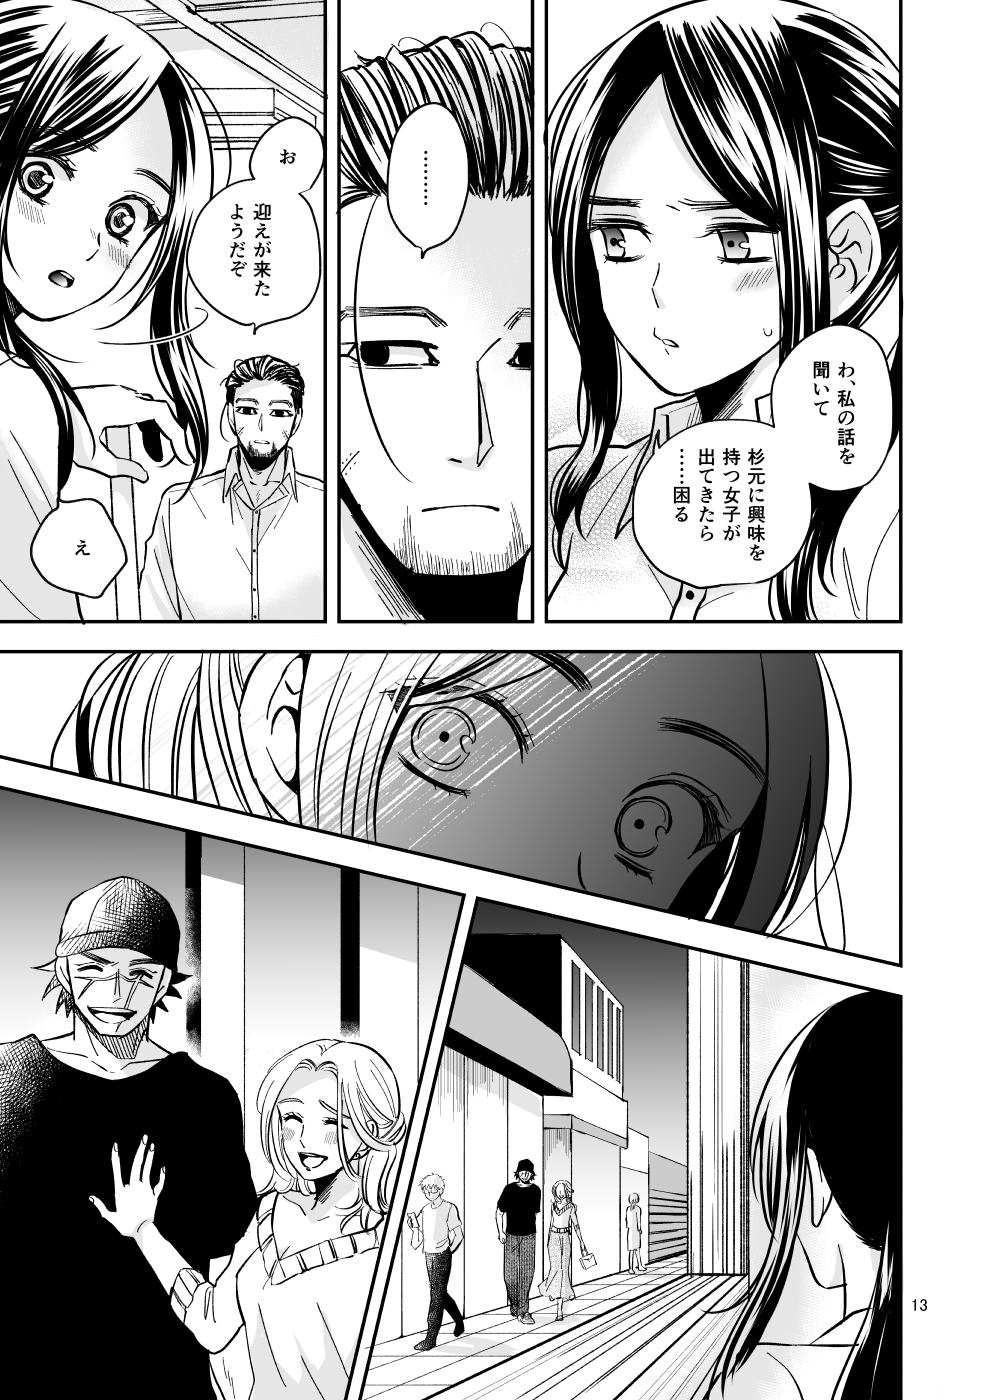 わ、私の話を
聞いて
杉元に興味を
持つ女子が
出てきたら
……困る
………
お
迎えが来た
ようだぞ
え
13